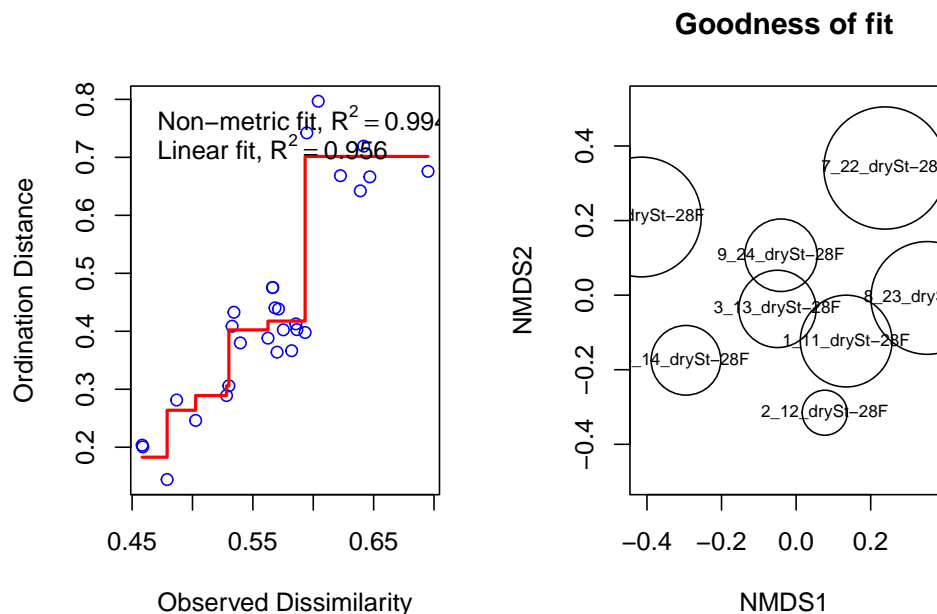 Goodness of fit
Non−metric fit, R2 = 0.994
Linear fit, R2 = 0.956
Ordination Distance
0.2 0.3 0.4 0.5 0.6 0.7 0.8
0.45 0.55 0.65
Observed Dissimilarity
NMDS2
−0.4 −0.2 0.0 0.2 0.4
7_22_drySt−28
drySt−28F
9_24_drySt−28F
8_23_dryS
3_13_drySt−28F
1_11_drySt−28F
_14_drySt−28F
2_12_drySt−28F
−0.4 −0.2 0.0 0.2
NMDS1